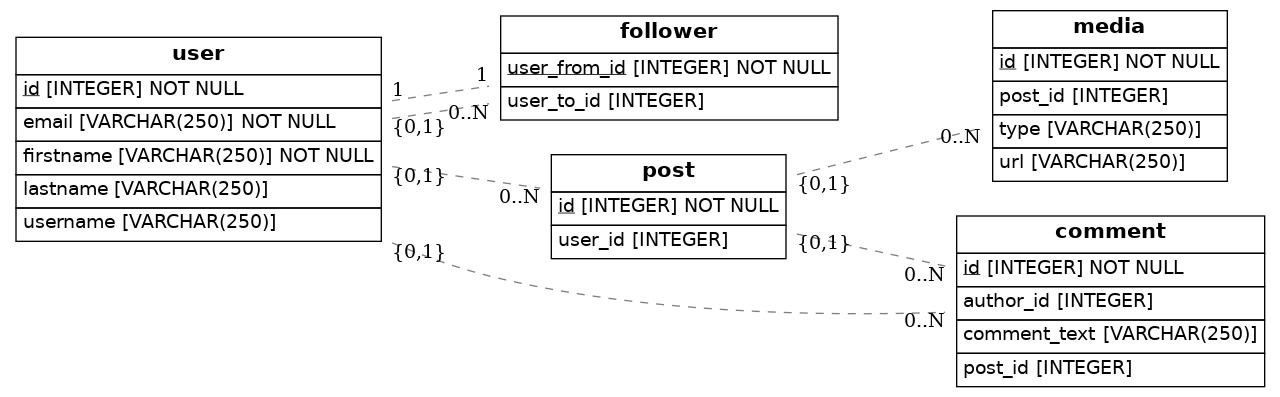 user
id [INTEGER] NOT NULL
email [VARCHAR(250)] NOT NULL
firstname [VARCHAR(250)] NOT NULL
lastname [VARCHAR(250)]
username [VARCHAR(250)]
1
{0,1}
{0,1}
{0,1}
follower
user_from_id [INTEGER] NOT NULL
user_to_id [INTEGER]
1
0..N
post
id [INTEGER] NOT NULL
user_id [INTEGER]
0..N
{0,1}
{0,1}
media
id [INTEGER] NOT NULL
post_id [INTEGER]
type [VARCHAR(250)]
url [VARCHAR(250)]
0..N
comment
id [INTEGER] NOT NULL
author_id [INTEGER]
comment_text [VARCHAR(250)]
post_id [INTEGER]
0..N
0..N